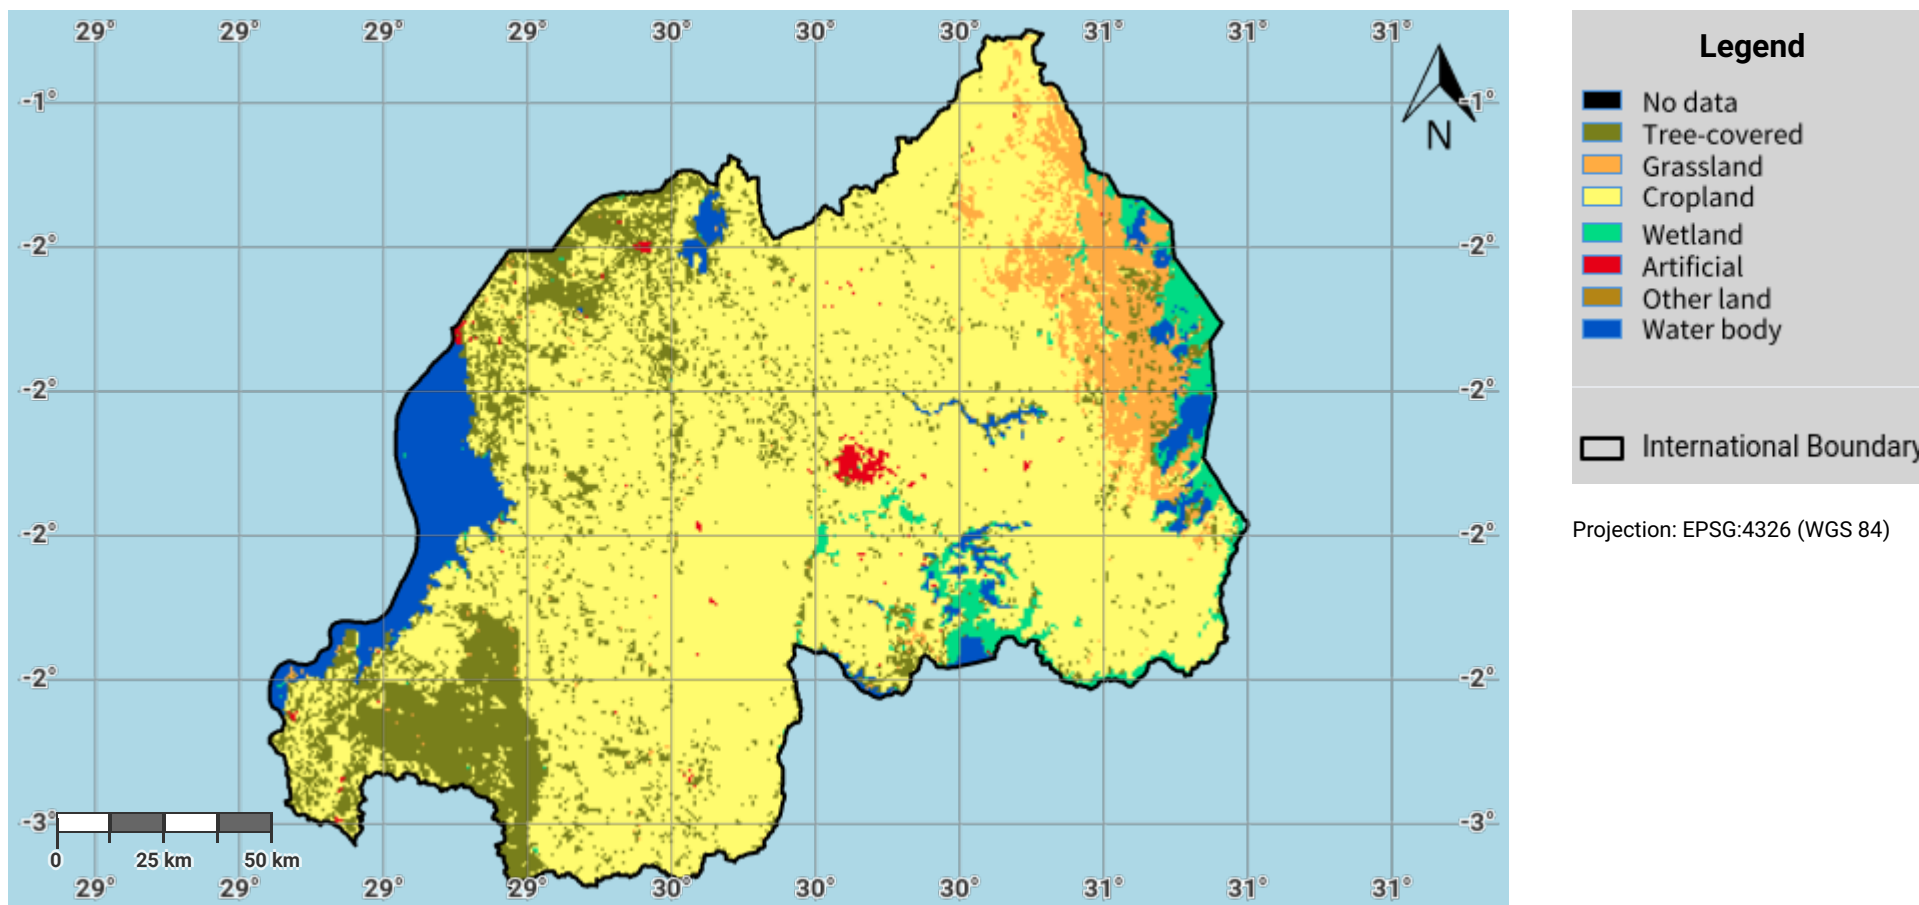 29° 29° 29° 29° 30° 30° 30° 31° 31° 31°
-1° -1°
N
-2° -2°
-2° -2°
-2° -2°
-2° -2°
-3° -3°
0 25 km 50 km
29° 29° 29° 29° 30° 30° 30° 31° 31° 31°
Legend
No data
Tree-covered
Grassland
Cropland
Wetland
Artificial
Other land
Water body
International Boundary
Projection: EPSG:4326 (WGS 84)